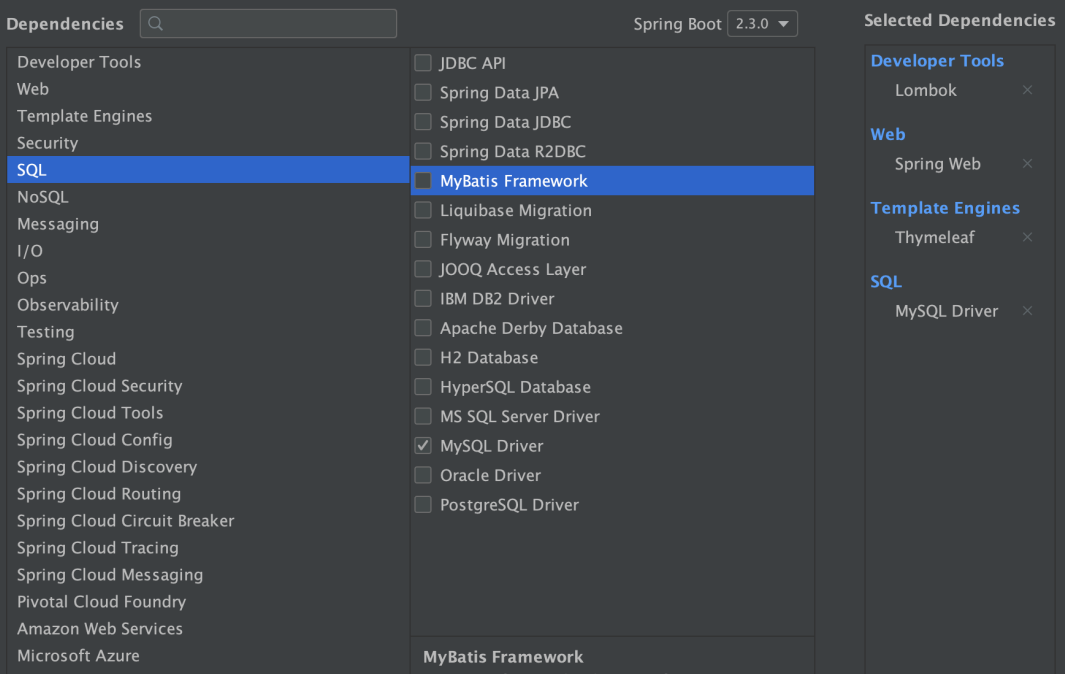 Dependencies
Spring Boot 2.3.0
Selected Dependencies
Developer Tools
Web
Template Engines
Security
SQL
NoSQL
Messaging
I/O
Ops
Observability
Testing
Spring Cloud
Spring Cloud Security
Spring Cloud Tools
Spring Cloud Config
Spring Cloud Discovery
Spring Cloud Routing
Spring Cloud Circuit Breaker
Spring Cloud Tracing
Spring Cloud Messaging
Pivotal Cloud Foundry
Amazon Web Services
Microsoft Azure
JDBC API
Spring Data JPA
Spring Data JDBC
Spring Data R2DBC
MyBatis Framework
Liquibase Migration
Flyway Migration
JOOQ Access Layer
IBM DB2 Driver
Apache Derby Database
H2 Database
HyperSQL Database
MS SQL Server Driver
MySQL Driver
Oracle Driver
PostgreSQL Driver
MyBatis Framework
Developer Tools
Lombok
Web
Spring Web
Template Engines
Thymeleaf
SQL
MySQL Driver